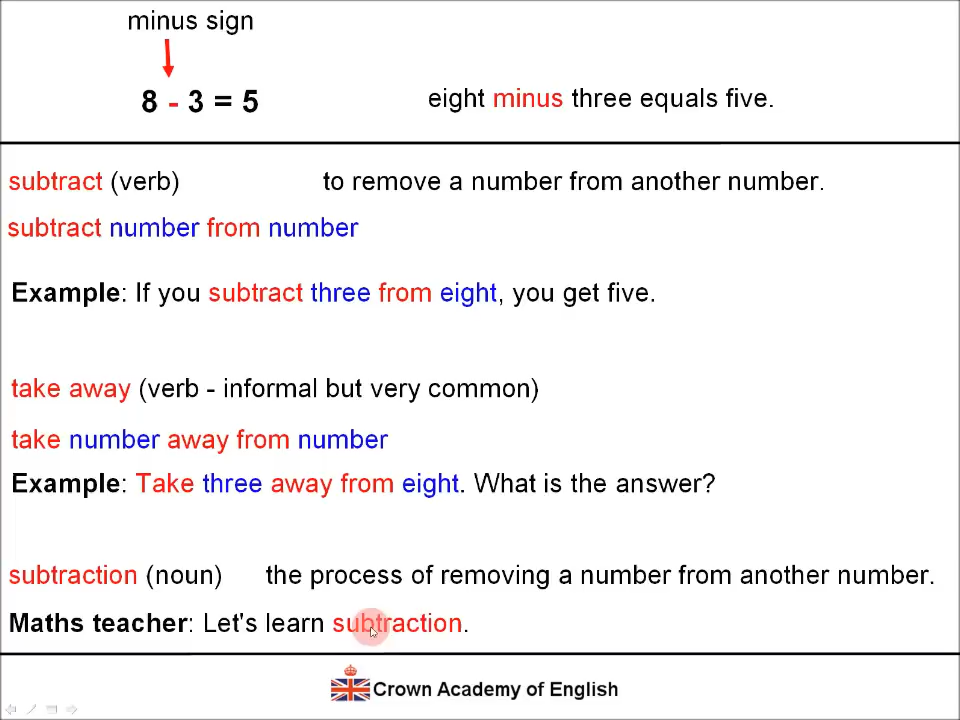 minus sign
8 - 3 = 5
eight minus three equals five.
subtract (verb) to remove a number from another number.
subtract number from number
Example: If you subtract three from eight, you get five.
take away (verb - informal but very common)
take number away from number
Example: Take three away from eight. What is the answer?
subtraction (noun) the process of removing a number from another number.
Maths teacher: Let's learn subtraction.
Crown Academy of English